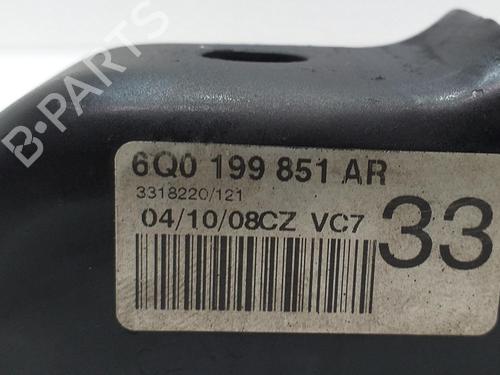 B-PARTS
6Q0 199 851 AR
3318220/121
04/10/08CZ VC7
33